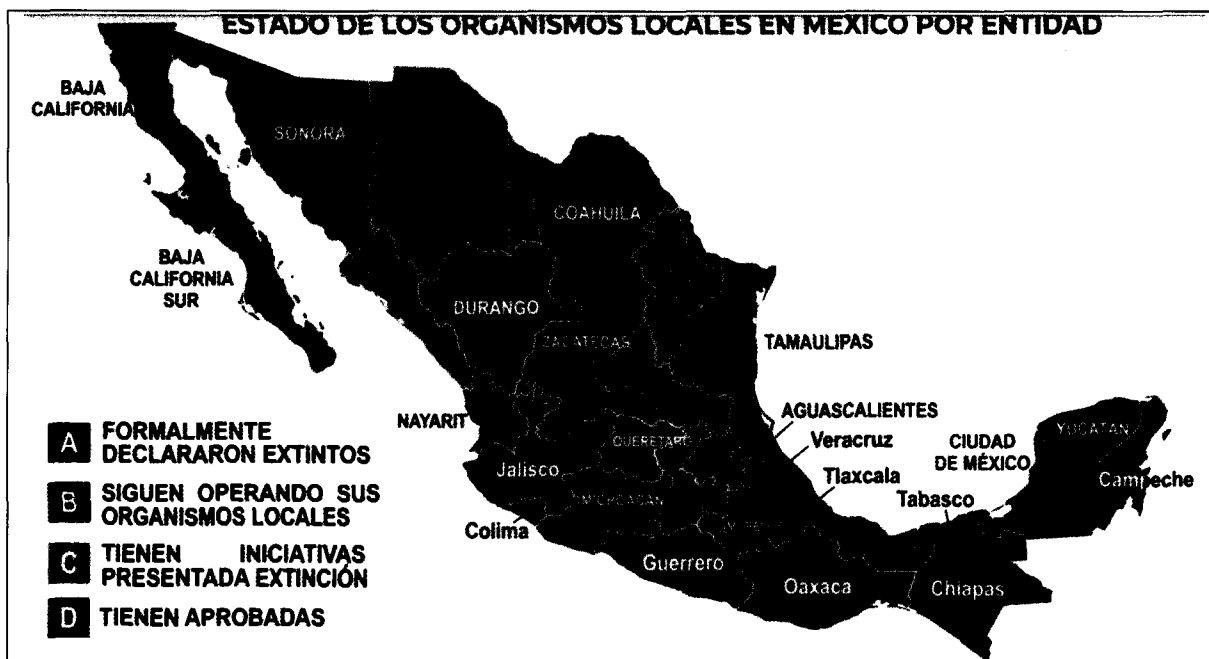 ESTADO DE LOS ORGANISMOS LOCALES EN MEXICO POR ENTIDAD
BAJA
CALIFORNIA
SONORA
COAHUILA
BAJA
CALIFORNIA
SUR
DURANGO
ZACATECAS
TAMAULIPAS
NAYARIT
AGUASCALIENTES
QUERETARO
Veracruz
CIUDAD
DE MÉXICO
YUCATAN
Jalisco
Tlaxcala
Campeche
MICHOACAN
Tabasco
Colima
Guerrero
Oaxaca
Chiapas
A FORMALMENTE
DECLARARON EXTINTOS
B SIGUEN OPERANDO SUS
ORGANISMOS LOCALES
C TIENEN INICIATIVAS
PRESENTADA EXTINCIÓN
D TIENEN APROBADAS